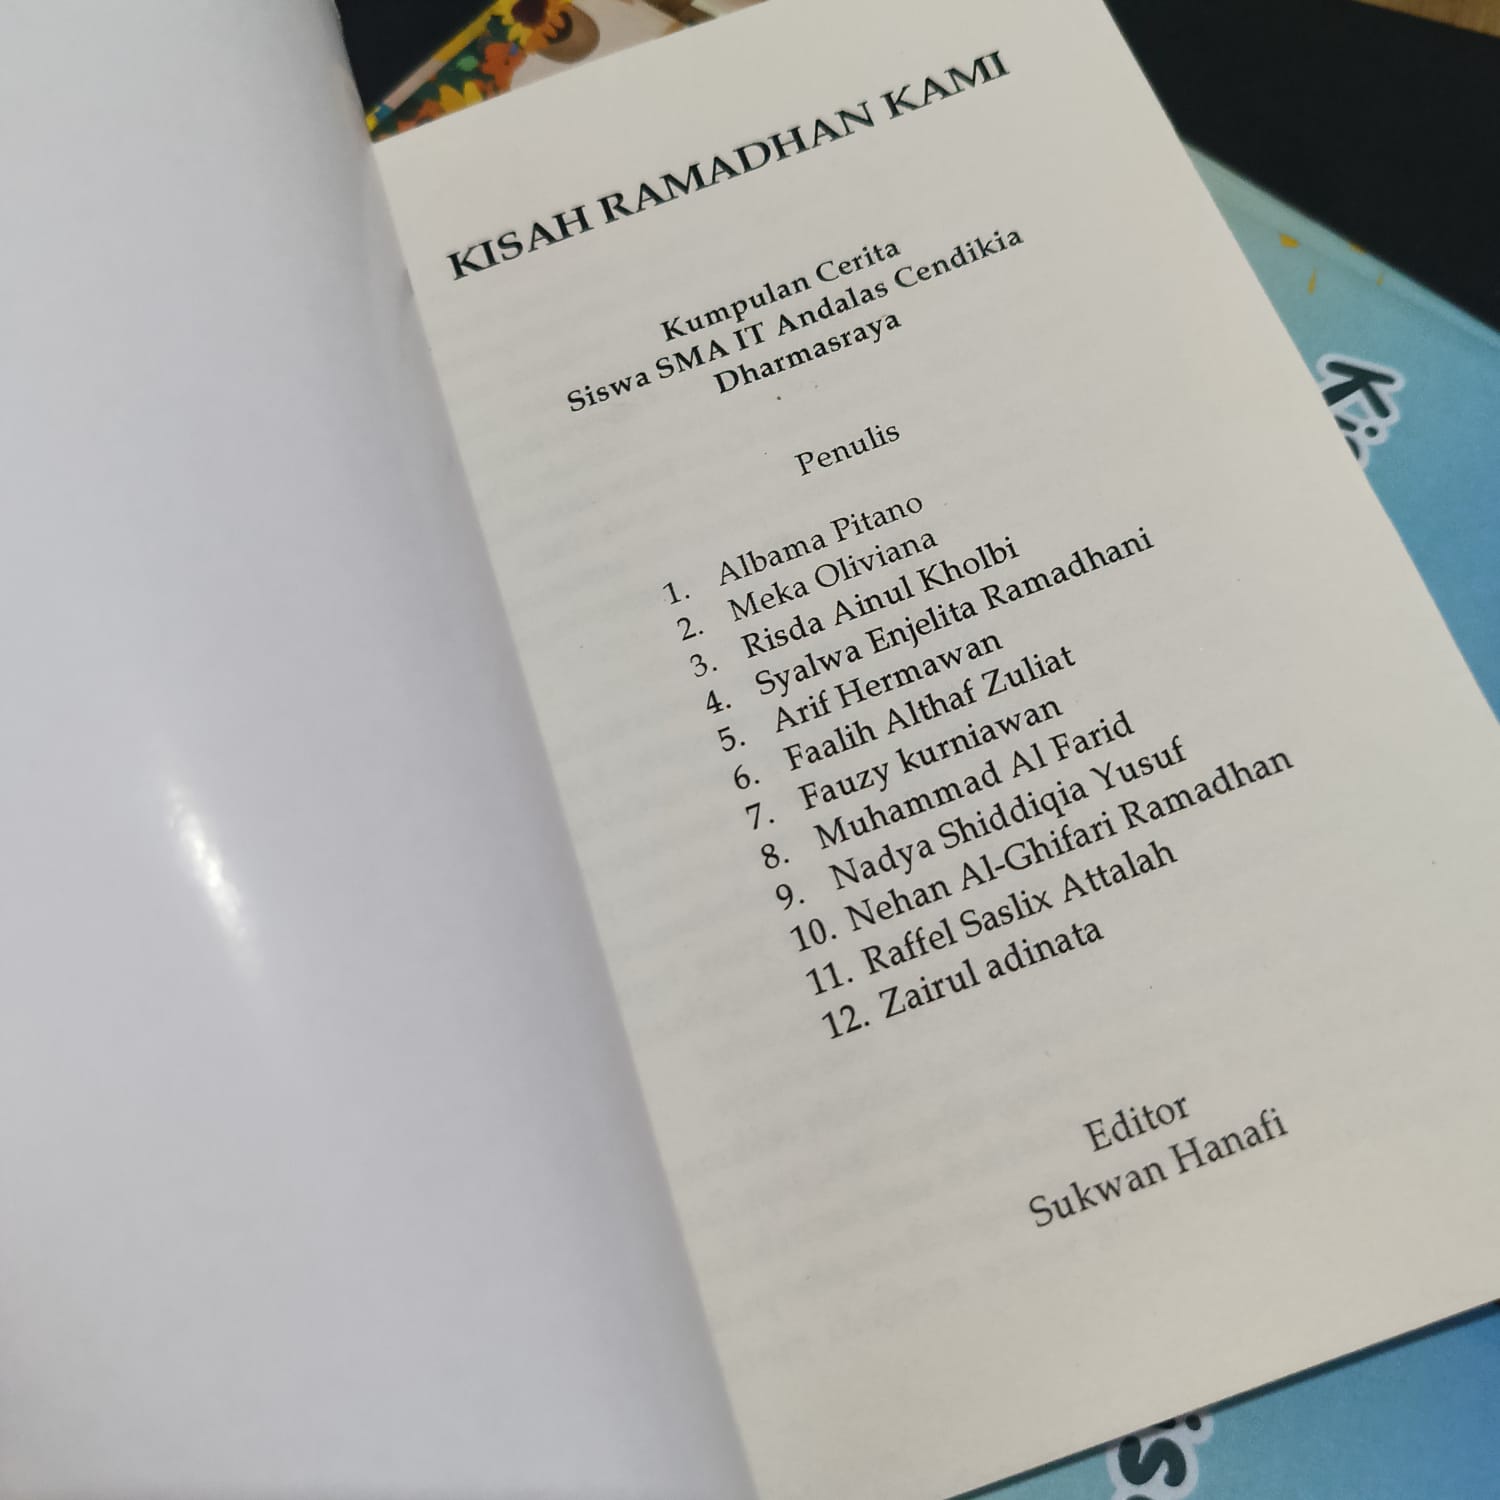 KISAH RAMADHAN KAMI
Kumpulan Cerita
Siswa SMA IT Andalas Cendikia
Dharmasraya
Penulis
1. Albama Pitano
2. Meka Oliviana
3. Risda Ainul Kholbi
4. Syalwa Enjelita Ramadhani
5. Arif Hermawan
6. Faalih Althaf Zuliat
7. Fauzy kurniawan
8. Muhammad Al Farid
9. Nadya Shiddiqia Yusuf
10. Nehan Al-Ghifari Ramadhan
11. Raffel Saslix Attalah
12. Zairul adinata
Editor
Sukwan Hanafi